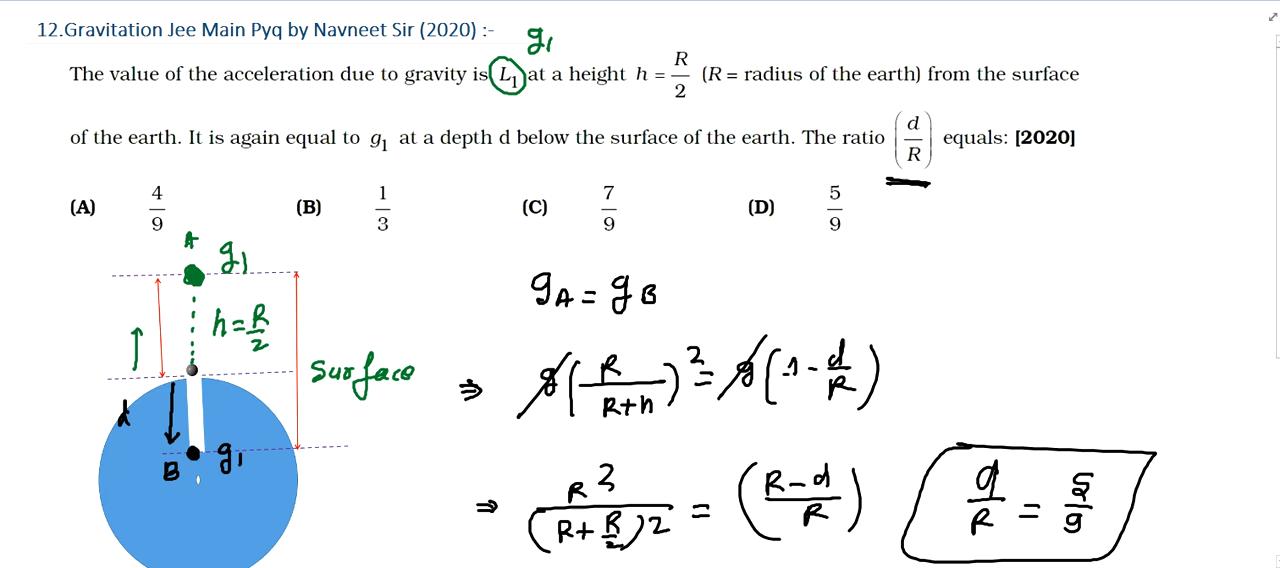 12.Gravitation Jee Main Pyq by Navneet Sir (2020) :-
g₁
The value of the acceleration due to gravity is L₁ at a height h = R/2 (R = radius of the earth) from the surface
of the earth. It is again equal to g₁ at a depth d below the surface of the earth. The ratio (d/R) equals: [2020]
(A) 4/9 (B) 1/3 (C) 7/9 (D) 5/9
A g₁
gA = gB
h = R/2
Surface
⇒ g(R/(R+h))² = g(1 - d/R)
d
B g₁
⇒ R²/(R+R/2)² = ((R-d)/R)
d/R = 5/9